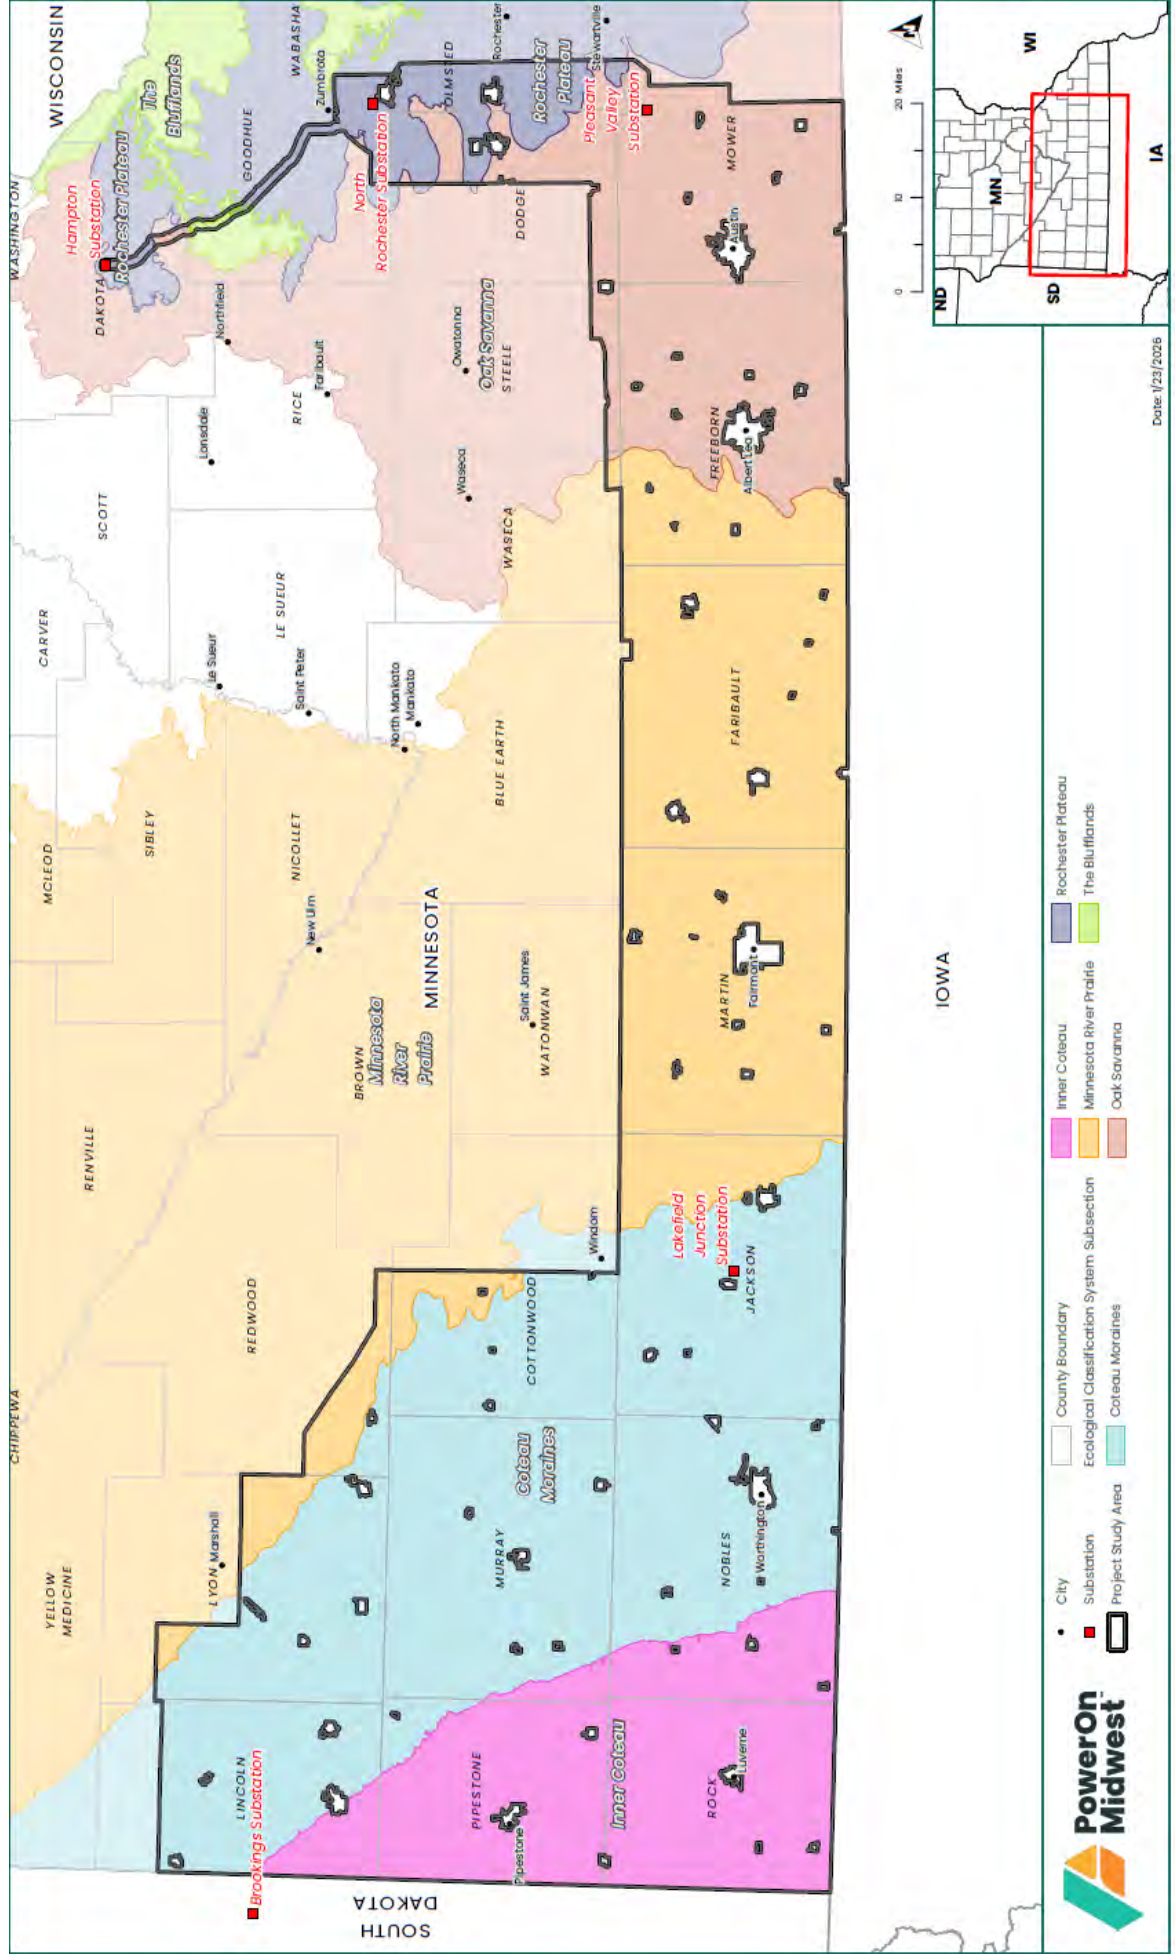 WISCONSIN
WASHINGTON
CHIPPEWA
MCLEOD
CARVER
SCOTT
DAKOTA
Hampton
Substation
Rochester Plateau
The
Blufflands
WABASHA
GOODHUE
Zumbrota
YELLOW
MEDICINE
RENVILLE
SIBLEY
Le Sueur
LE SUEUR
Lonsdale
Northfield
RICE
Faribault
North
Rochester Substation
OLMSTED
Rochester
LYON
Marshall
REDWOOD
New Ulm
NICOLLET
Saint Peter
North Mankato
Mankato
LINCOLN
Brookings Substation
BROWN
Minnesota
River
Prairie
MINNESOTA
BLUE EARTH
WASECA
Waseca
Owatonna
Oak Savanna
STEELE
DODGE
Rochester
Plateau
Stewartville
Pleasant
Valley
Substation
SOUTH
DAKOTA
PIPESTONE
Pipestone
MURRAY
Coteau
Moraines
COTTONWOOD
Windom
Saint James
WATONWAN
Inner Coteau
ROCK
Luverne
NOBLES
Worthington
Lakefield
Junction
Substation
JACKSON
MARTIN
Fairmont
FARIBAULT
FREEBORN
Albert Lea
Austin
MOWER
IOWA
0
10
20 Miles
N
ND
MN
WI
SD
IA
PowerOn
Midwest
City
Substation
Project Study Area
County Boundary
Ecological Classification System Subsection
Coteau Moraines
Inner Coteau
Minnesota River Prairie
Oak Savanna
Rochester Plateau
The Blufflands
Date: 1/23/2026